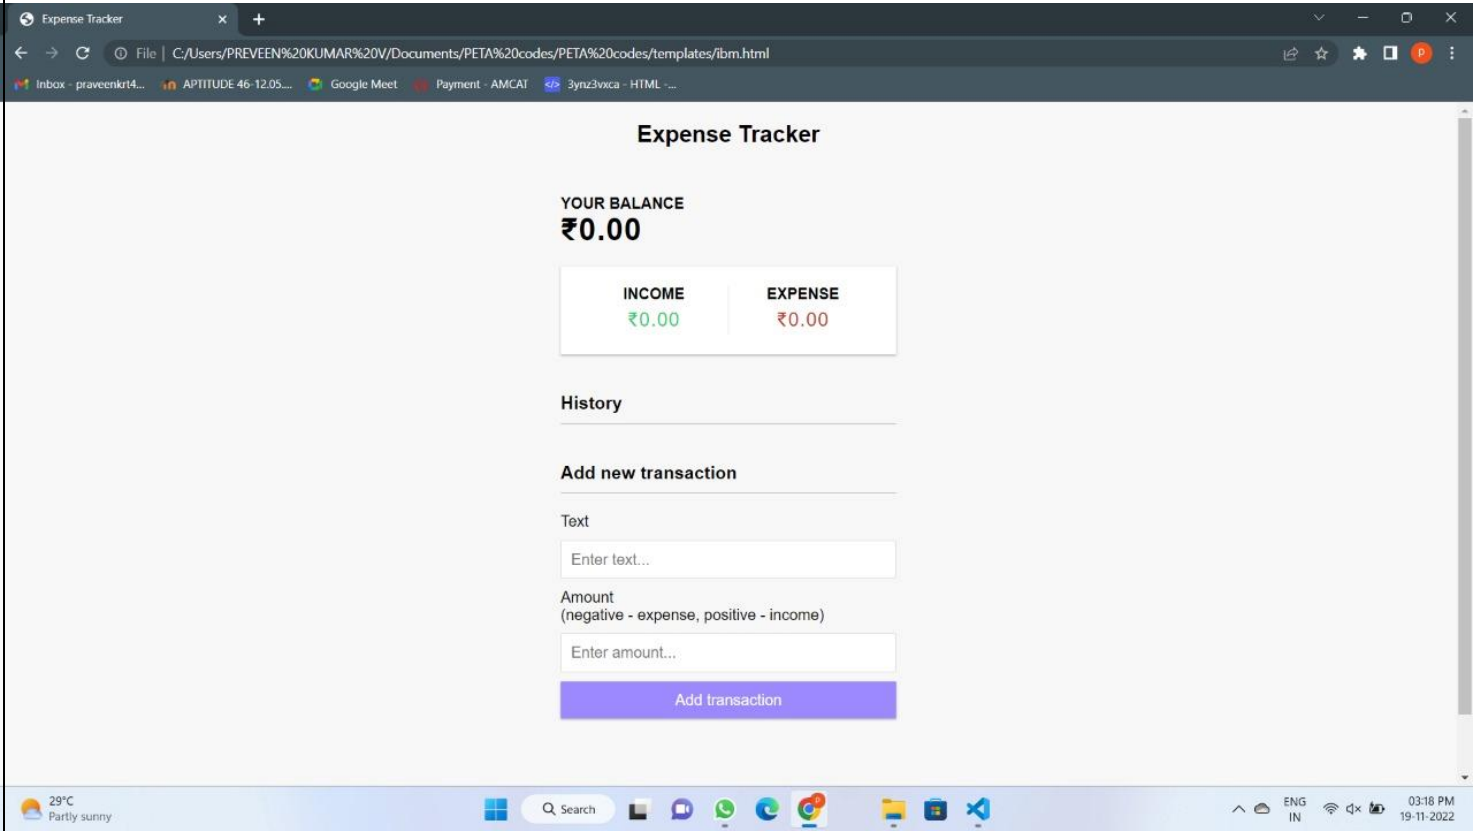 Expense Tracker
File | C:/Users/PREVEEN%20KUMAR%20V/Documents/PETA%20codes/PETA%20codes/templates/ibm.html
Inbox - praveenkrt4... APTITUDE 46-12.05.... Google Meet Payment - AMCAT 3ynz3vxca - HTML -...
Expense Tracker
YOUR BALANCE
₹0.00
INCOME EXPENSE
₹0.00 ₹0.00
History
Add new transaction
Text
Enter text...
Amount
(negative - expense, positive - income)
Enter amount...
Add transaction
29°C
Partly sunny
Search
ENG
IN
03:18 PM
19-11-2022